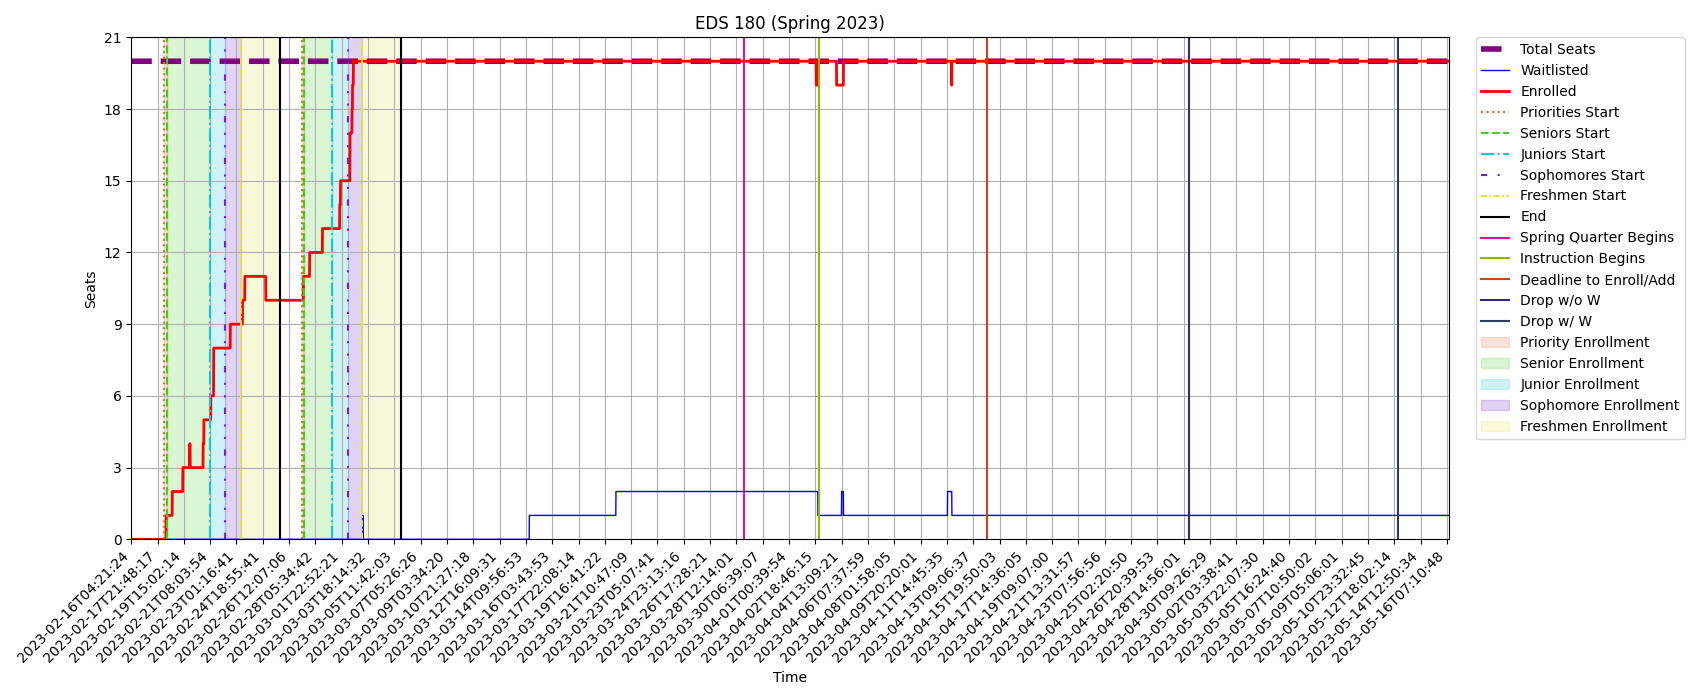 EDS 180 (Spring 2023)
21
18
15
12
9
6
3
0
Seats
2023-02-16T04:21:24
2023-02-17T21:48:17
2023-02-19T15:02:14
2023-02-21T08:03:54
2023-02-23T01:16:41
2023-02-24T18:55:41
2023-02-26T12:07:06
2023-02-28T05:34:42
2023-03-01T22:52:21
2023-03-03T18:14:32
2023-03-05T11:42:03
2023-03-07T05:26:26
2023-03-09T03:34:20
2023-03-10T21:27:18
2023-03-12T16:09:31
2023-03-14T09:56:53
2023-03-16T03:43:53
2023-03-17T22:08:14
2023-03-19T16:41:22
2023-03-21T10:47:09
2023-03-23T05:07:41
2023-03-24T23:13:16
2023-03-26T17:28:21
2023-03-28T12:14:01
2023-03-30T06:39:07
2023-04-01T00:39:54
2023-04-02T18:46:15
2023-04-04T13:09:21
2023-04-06T07:37:59
2023-04-08T01:58:05
2023-04-09T20:20:01
2023-04-11T14:45:35
2023-04-13T09:06:37
2023-04-15T19:50:03
2023-04-17T14:36:05
2023-04-19T09:07:00
2023-04-21T13:31:57
2023-04-23T07:56:56
2023-04-25T02:20:50
2023-04-26T20:39:53
2023-04-28T14:56:01
2023-04-30T09:26:29
2023-05-02T03:38:41
2023-05-03T22:07:30
2023-05-05T16:24:40
2023-05-07T10:50:02
2023-05-09T05:06:01
2023-05-10T23:32:45
2023-05-12T18:02:14
2023-05-14T12:50:34
2023-05-16T07:10:48
Time
Total Seats
Waitlisted
Enrolled
Priorities Start
Seniors Start
Juniors Start
Sophomores Start
Freshmen Start
End
Spring Quarter Begins
Instruction Begins
Deadline to Enroll/Add
Drop w/o W
Drop w/ W
Priority Enrollment
Senior Enrollment
Junior Enrollment
Sophomore Enrollment
Freshmen Enrollment